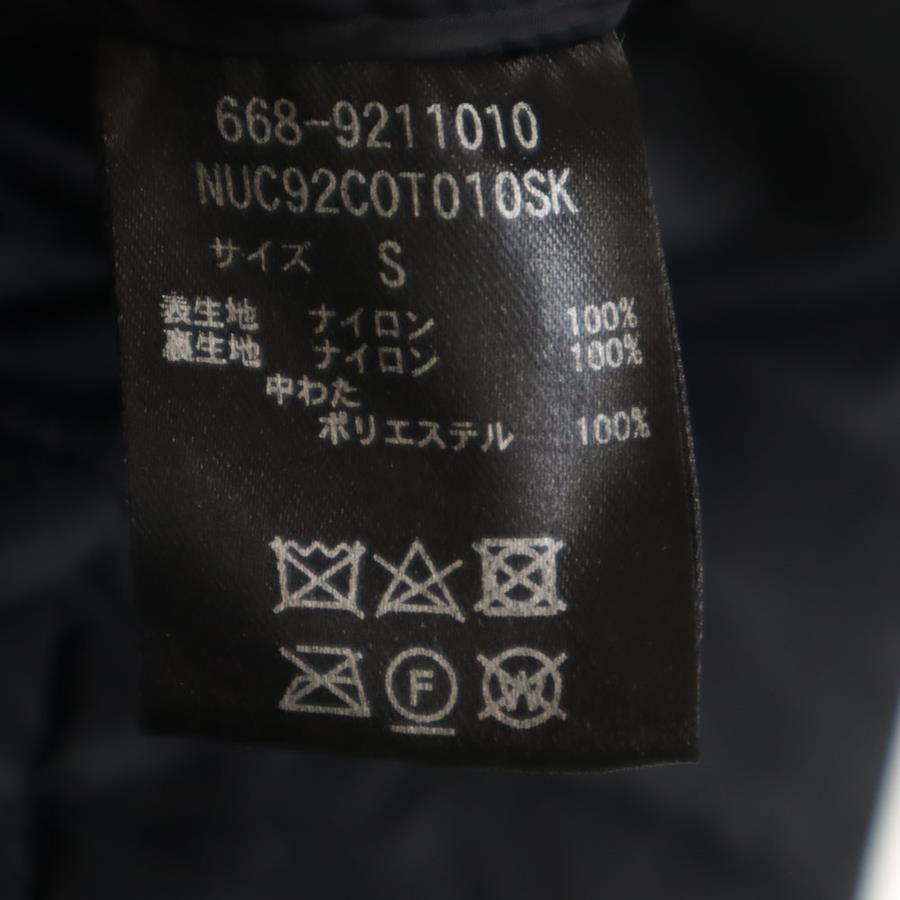 668-9211010
NUC92COT010SK
サイズ S
表生地 ナイロン 100%
裏生地 ナイロン 100%
中わた
ポリエステル 100%
F W